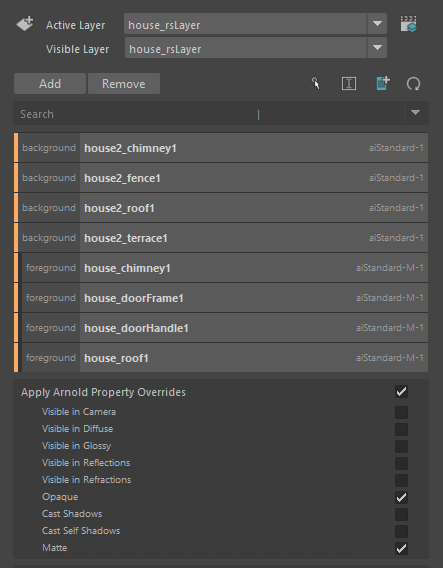 Active Layer house_rsLayer
Visible Layer house_rsLayer
Add Remove
Search
background house2_chimney1 aiStandard-1
background house2_fence1 aiStandard-1
background house2_roof1 aiStandard-1
background house2_terrace1 aiStandard-1
foreground house_chimney1 aiStandard-M-1
foreground house_doorFrame1 aiStandard-M-1
foreground house_doorHandle1 aiStandard-M-1
foreground house_roof1 aiStandard-M-1
Apply Arnold Property Overrides
Visible in Camera
Visible in Diffuse
Visible in Glossy
Visible in Reflections
Visible in Refractions
Opaque
Cast Shadows
Cast Self Shadows
Matte